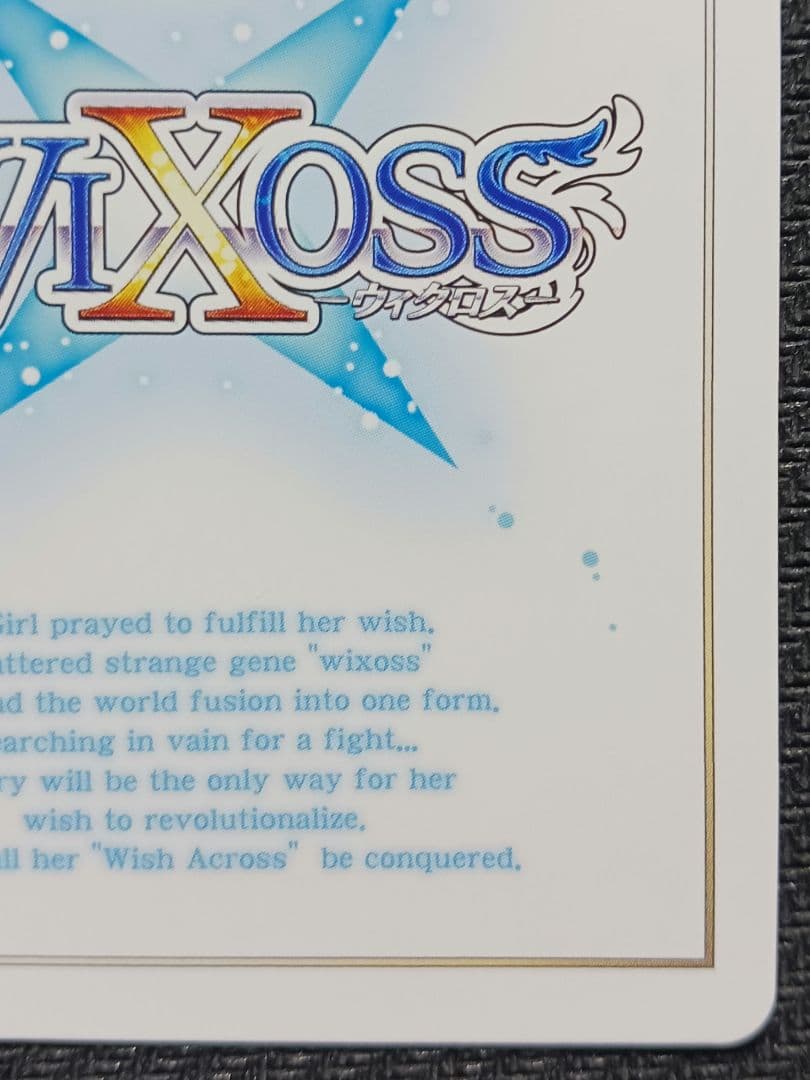 WIXOSS
ーウィクロスー
Girl prayed to fulfill her wish.
attered strange gene "wixoss"
nd the world fusion into one form.
earching in vain for a fight...
ry will be the only way for her
wish to revolutionalize.
all her "Wish Across" be conquered.